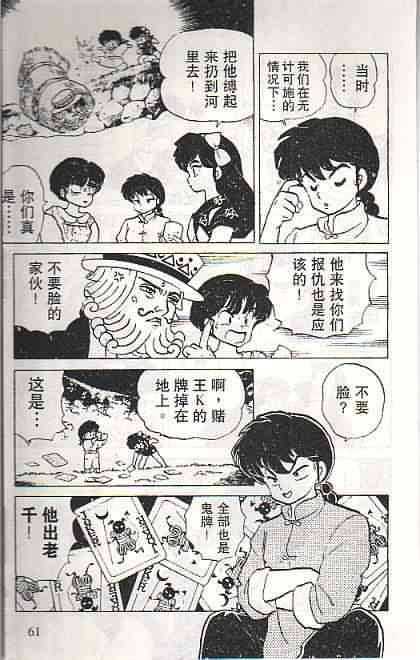 当时
……
我们在无
计可施的
情况下…
把他缚起
来扔到河
里去！
好
好
你们真
是……
他来找你们
报仇也是应
该的！
不要脸的
家伙！
不要
脸？
啊，赌
王K的
牌掉在
地上。
这是…
全部也是
鬼牌！
他出老
千！
61